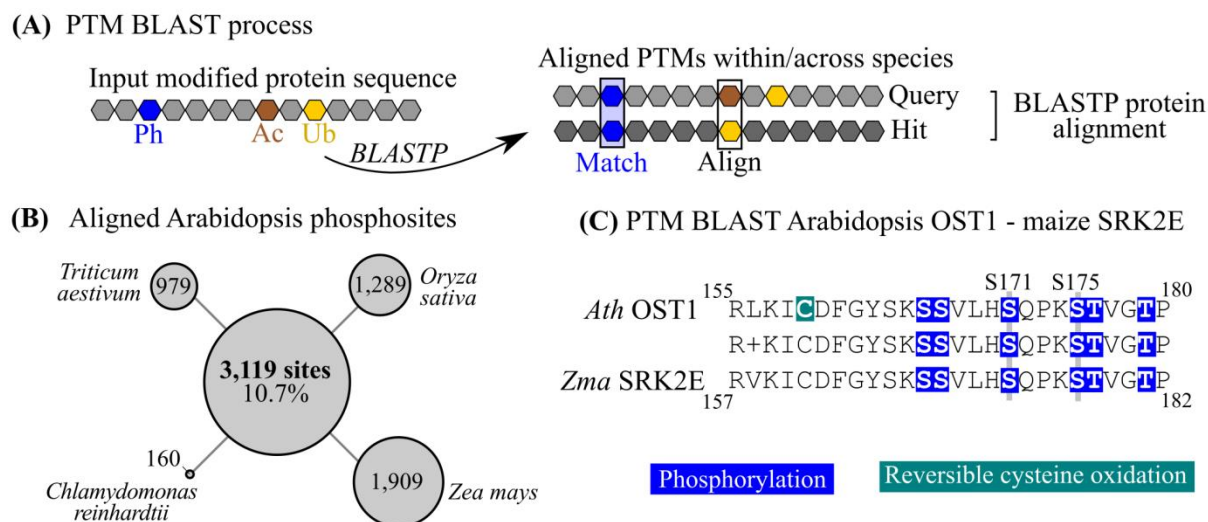 (A) PTM BLAST process
Input modified protein sequence
Ph
Ac
Ub
BLASTP
Aligned PTMs within/across species
Query
Hit
Match
Align
BLASTP protein
alignment
(B) Aligned Arabidopsis phosphosites
Triticum
aestivum
979
1,289
Oryza
sativa
3,119 sites
10.7%
160
Chlamydomonas
reinhardtii
1,909
Zea mays
(C) PTM BLAST Arabidopsis OST1 - maize SRK2E
S171 S175
155 180
Ath OST1 RLKICDFGYSKSSVLHSQPKSTVGTP
R+KICDFGYSKSSVLHSQPKSTVGTP
Zma SRK2E RVKICDFGYSKSSVLHSQPKSTVGTP
157 182
Phosphorylation
Reversible cysteine oxidation